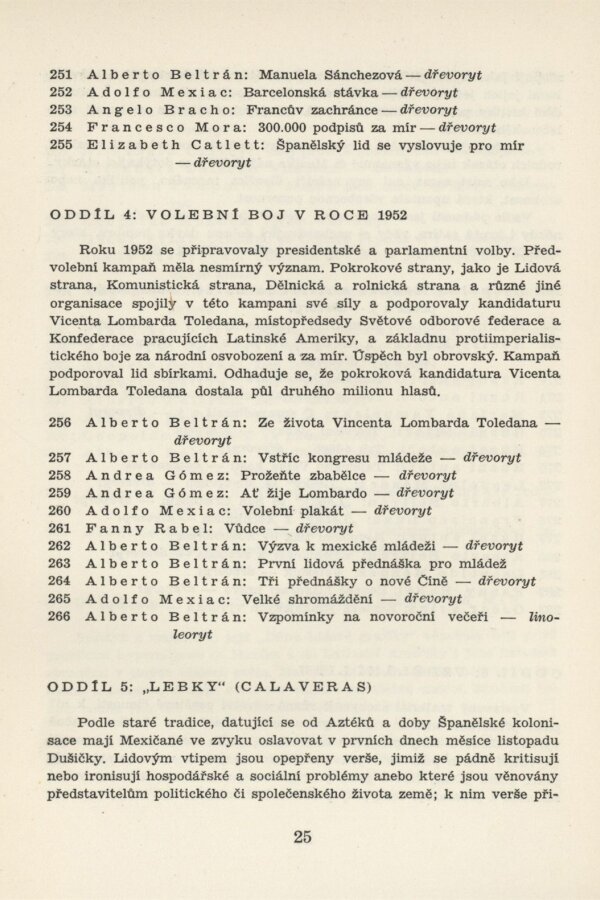 251 Alberto Beltrán: Manuela Sánchezová — dřevoryt
252 Adolfo Mexiac: Barcelonská stávka — dřevoryt
253 Angelo Bracho: Francův zachránce — dřevoryt
254 Francesco Mora: 300.000 podpisů za mír — dřevoryt
255 Elizabeth Catlett: Španělský lid se vyslovuje pro mír
— dřevoryt
ODDÍL 4: VOLEBNÍ BOJ V ROCE 1952
Roku 1952 se připravovaly presidentské a parlamentní volby. Před-
volební kampaň měla nesmírný význam. Pokrokové strany, jako je Lidová
strana, Komunistická strana, Dělnická a rolnická strana a různé jiné
organisace spojily v této kampani své síly a podporovaly kandidaturu
Vicenta Lombarda Toledana, místopředsedy Světové odborové federace a
Konfederace pracujících Latinské Ameriky, a základnu protiimperialis-
tického boje za národní osvobození a za mír. Úspěch byl obrovský. Kampaň
podporoval lid sbírkami. Odhaduje se, že pokroková kandidatura Vicenta
Lombarda Toledana dostala půl druhého milionu hlasů.
256 Alberto Beltrán: Ze života Vincenta Lombarda Toledana —
dřevoryt
257 Alberto Beltrán: Vstříc kongresu mládeže — dřevoryt
258 Andrea Gómez: Prožeňte zbabělce — dřevoryt
259 Andrea Gómez: Ať žije Lombardo — dřevoryt
260 Adolfo Mexiac: Volební plakát — dřevoryt
261 Fanny Rabel: Vůdce — dřevoryt
262 Alberto Beltrán: Výzva k mexické mládeži — dřevoryt
263 Alberto Beltrán: První lidová přednáška pro mládež
264 Alberto Beltrán: Tři přednášky o nové Číně — dřevoryt
265 Adolfo Mexiac: Velké shromáždění — dřevoryt
266 Alberto Beltrán: Vzpomínky na novoroční večeři — lino-
leoryt
ODDÍL 5: „LEBKY“ (CALAVERAS)
Podle staré tradice, datující se od Aztéků a doby Španělské koloni-
sace mají Mexičané ve zvyku oslavovat v prvních dnech měsíce listopadu
Dušičky. Lidovým vtipem jsou opepřeny verše, jimiž se pádně kritisují
nebo ironisují hospodářské a sociální problémy anebo které jsou věnovány
představitelům politického či společenského života země; k nim verše při-
25